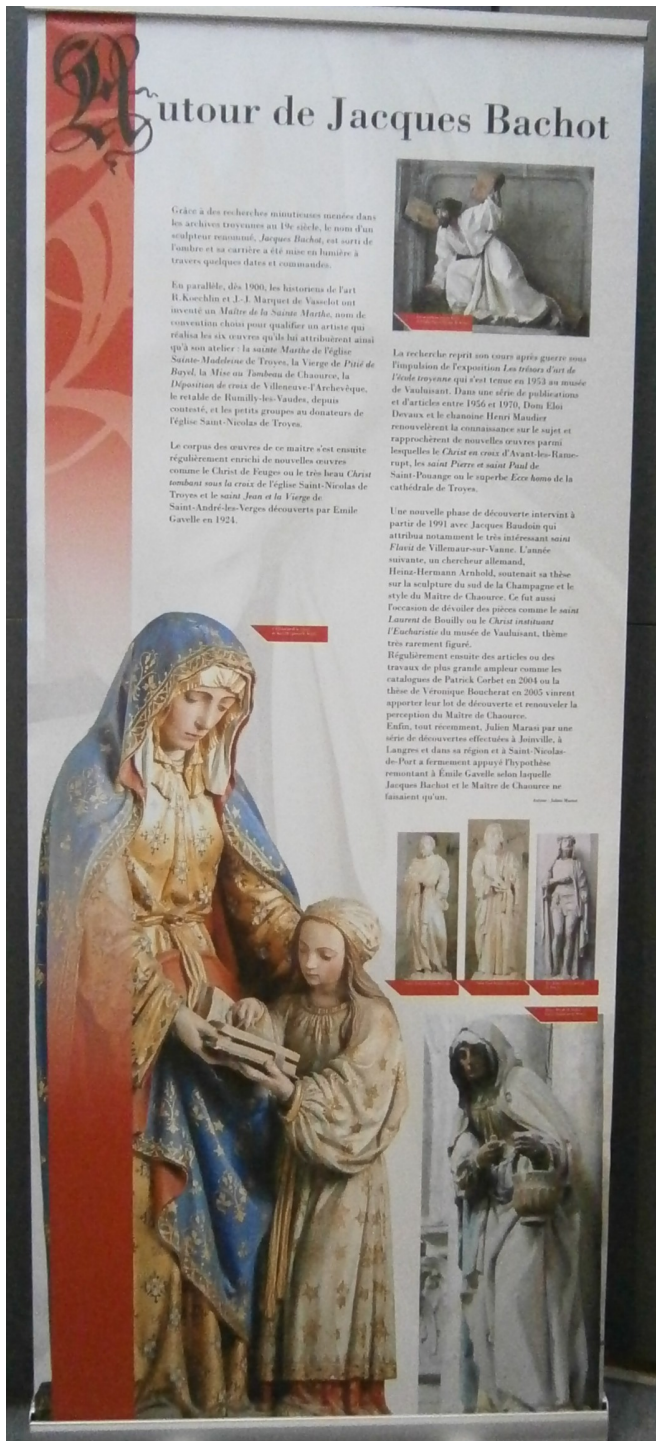 Autour de Jacques Bachot
Grâce à des recherches minutieuses menées dans
les archives troyennes au 19e siècle, le nom d'un
sculpteur renommé, Jacques Bachot, est sorti de
l'ombre et sa carrière a été mise en lumière à
travers quelques dates et commandes.
En parallèle, dès 1900, les historiens de l'art
R. Koechlin et J.-J. Marquet de Vasselot ont
inventé un Maître de la Sainte Marthe, nom de
convention choisi pour qualifier un artiste qui
réalisa les six œuvres qu'ils lui attribuèrent ainsi
qu'à son atelier : la sainte Marthe de l'église
Sainte-Madeleine de Troyes, la Vierge de Pitié de
Bayel, la Mise au Tombeau de Chaource, la
Déposition de croix de Villeneuve-l'Archevêque,
le retable de Rumilly-les-Vaudes, depuis
contesté, et les petits groupes au donateurs de
l'église Saint-Nicolas de Troyes.
Le corpus des œuvres de ce maître s'est ensuite
régulièrement enrichi de nouvelles œuvres
comme le Christ de Feuges ou le très beau Christ
tombant sous la croix de l'église Saint-Nicolas de
Troyes et le saint Jean et la Vierge de
Saint-André-les-Verges découverts par Emile
Gavelle en 1924.
La recherche reprit son cours après guerre sous
l'impulsion de l'exposition Les trésors d'art de
l'école troyenne qui s'est tenue en 1953 au musée
de Vauluisant. Dans une série de publications
et d'articles entre 1956 et 1970, Dom Eloi
Devaux et le chanoine Henri Maudier
renouvelèrent la connaissance sur le sujet et
rapprochèrent de nouvelles œuvres parmi
lesquelles le Christ en croix d'Avant-les-Rame-
rupt, les saint Pierre et saint Paul de
Saint-Pouange ou le superbe Ecce homo de la
cathédrale de Troyes.
Une nouvelle phase de découverte intervint à
partir de 1991 avec Jacques Baudoin qui
attribua notamment le très intéressant saint
Flavit de Villemaur-sur-Vanne. L'année
suivante, un chercheur allemand,
Heinz-Hermann Arnhold, soutenait sa thèse
sur la sculpture du sud de la Champagne et le
style du Maître de Chaource. Ce fut aussi
l'occasion de dévoiler des pièces comme le saint
Laurent de Bouilly ou le Christ instituant
l'Eucharistie du musée de Vauluisant, thème
très rarement figuré.
Régulièrement ensuite des articles ou des
travaux de plus grande ampleur comme les
catalogues de Patrick Corbet en 2004 ou la
thèse de Véronique Boucherat en 2005 vinrent
apporter leur lot de découverte et renouveler la
perception du Maître de Chaource.
Enfin, tout récemment, Julien Marasi par une
série de découvertes effectuées à Joinville, à
Langres et dans sa région et à Saint-Nicolas-
de-Port a fermement appuyé l'hypothèse
remontant à Émile Gavelle selon laquelle
Jacques Bachot et le Maître de Chaource ne
faisaient qu'un.